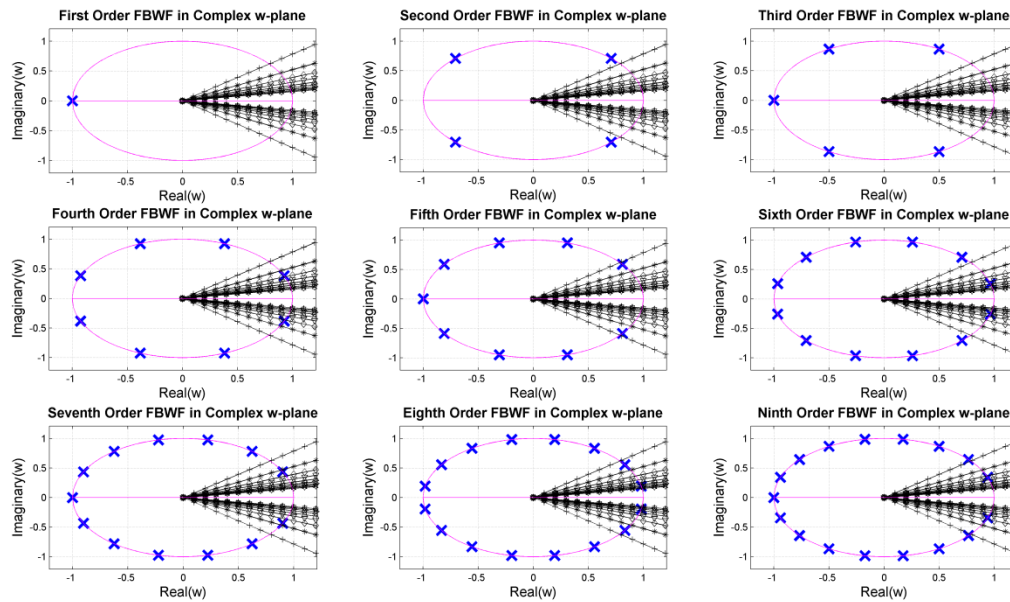 First Order FBWF in Complex w-plane
Imaginary(w)
1
0.5
0
-0.5
-1
-1 -0.5 0 0.5 1
Real(w)
Second Order FBWF in Complex w-plane
Imaginary(w)
1
0.5
0
-0.5
-1
-1 -0.5 0 0.5 1
Real(w)
Third Order FBWF in Complex w-plane
Imaginary(w)
1
0.5
0
-0.5
-1
-1 -0.5 0 0.5 1
Real(w)
Fourth Order FBWF in Complex w-plane
Imaginary(w)
1
0.5
0
-0.5
-1
-1 -0.5 0 0.5 1
Real(w)
Fifth Order FBWF in Complex w-plane
Imaginary(w)
1
0.5
0
-0.5
-1
-1 -0.5 0 0.5 1
Real(w)
Sixth Order FBWF in Complex w-plane
Imaginary(w)
1
0.5
0
-0.5
-1
-1 -0.5 0 0.5 1
Real(w)
Seventh Order FBWF in Complex w-plane
Imaginary(w)
1
0.5
0
-0.5
-1
-1 -0.5 0 0.5 1
Real(w)
Eighth Order FBWF in Complex w-plane
Imaginary(w)
1
0.5
0
-0.5
-1
-1 -0.5 0 0.5 1
Real(w)
Ninth Order FBWF in Complex w-plane
Imaginary(w)
1
0.5
0
-0.5
-1
-1 -0.5 0 0.5 1
Real(w)